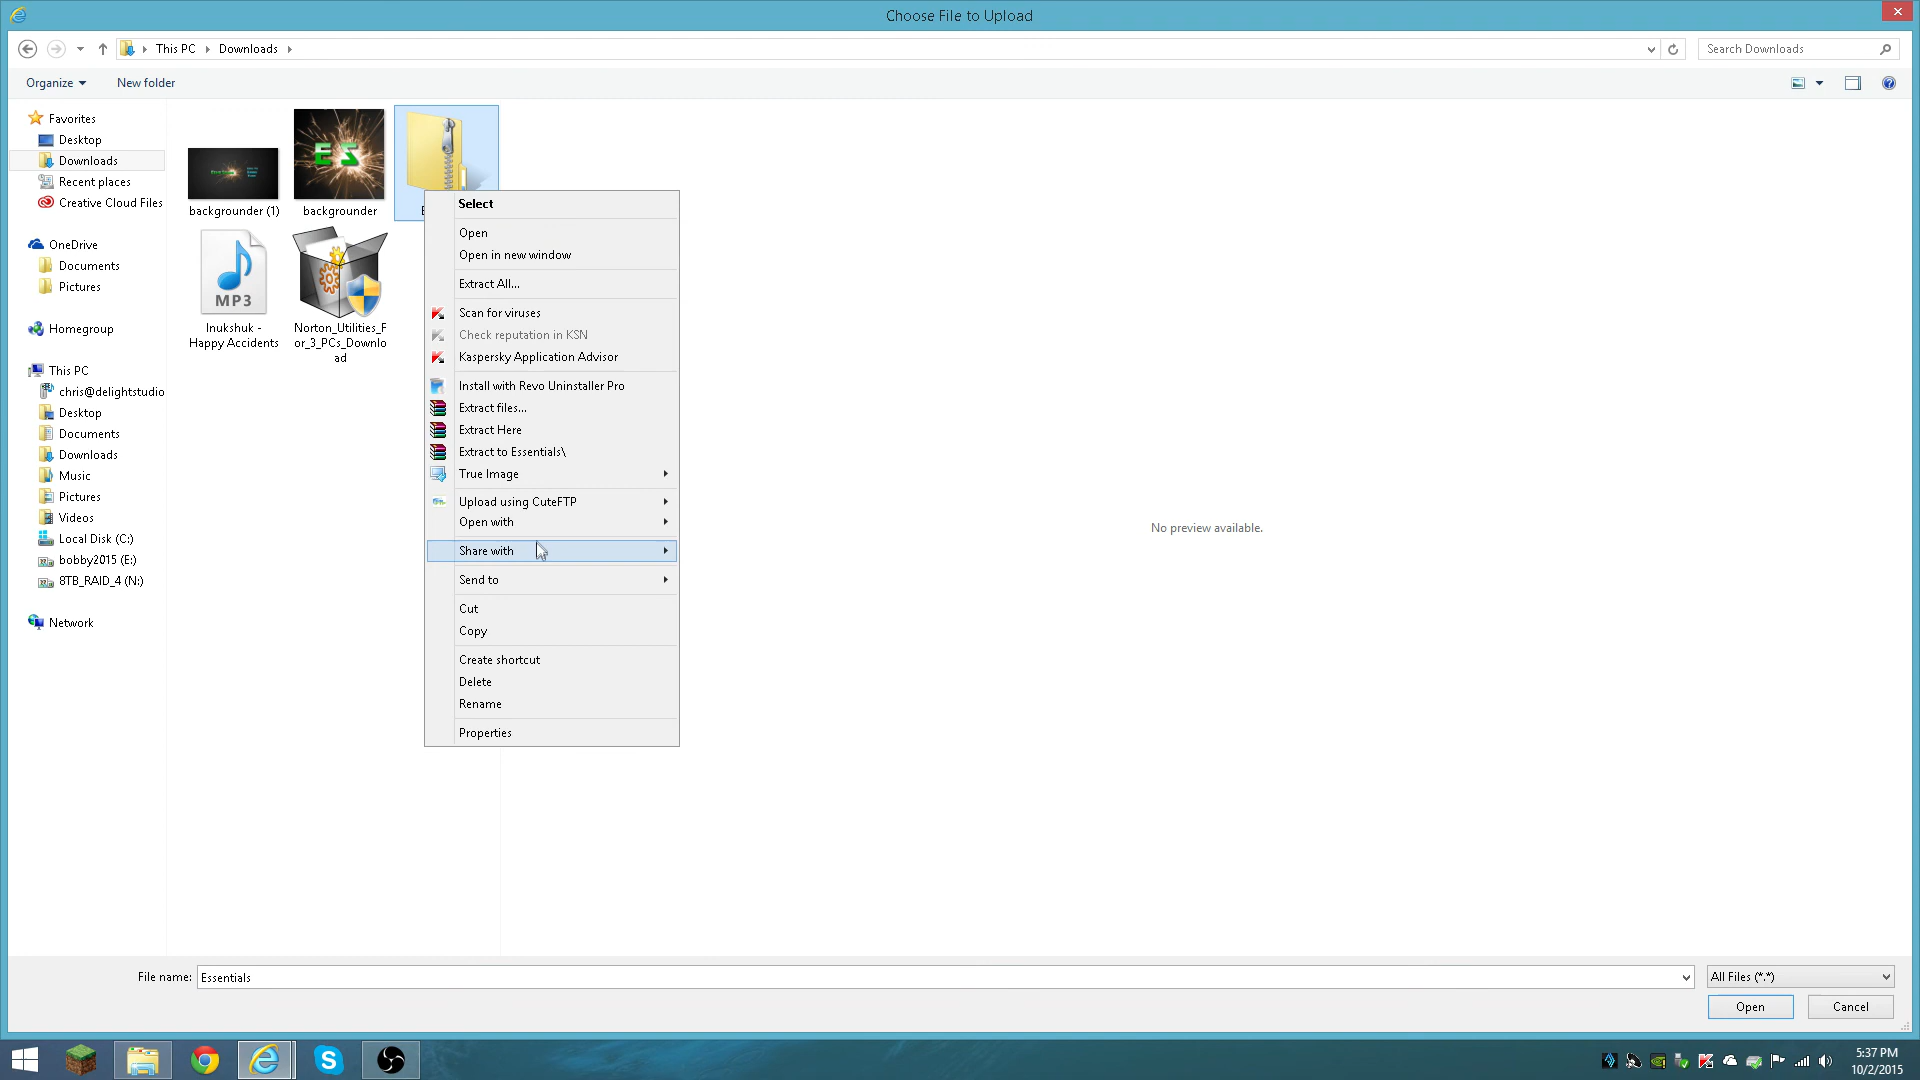 Choose File to Upload
This PC
Downloads
Search Downloads
Organize
New folder
Favorites
Desktop
Downloads
Recent places
Creative Cloud Files
OneDrive
Documents
Pictures
Homegroup
This PC
chris@delightstudio
Desktop
Documents
Downloads
Music
Pictures
Videos
Local Disk (C:)
bobby2015 (E:)
8TB_RAID_4 (N:)
Network
ES
backgrounder (1)
backgrounder
E
MP3
Inukshuk -
Happy Accidents
Norton_Utilities_F
or_3_PCs_Downlo
ad
Select
Open
Open in new window
Extract All...
Scan for viruses
Check reputation in KSN
Kaspersky Application Advisor
Install with Revo Uninstaller Pro
Extract files...
Extract Here
Extract to Essentials\
True Image
Upload using CuteFTP
Open with
Share with
Send to
Cut
Copy
Create shortcut
Delete
Rename
Properties
No preview available.
File name:
Essentials
All Files (*.*)
Open
Cancel
5:37 PM
10/2/2015